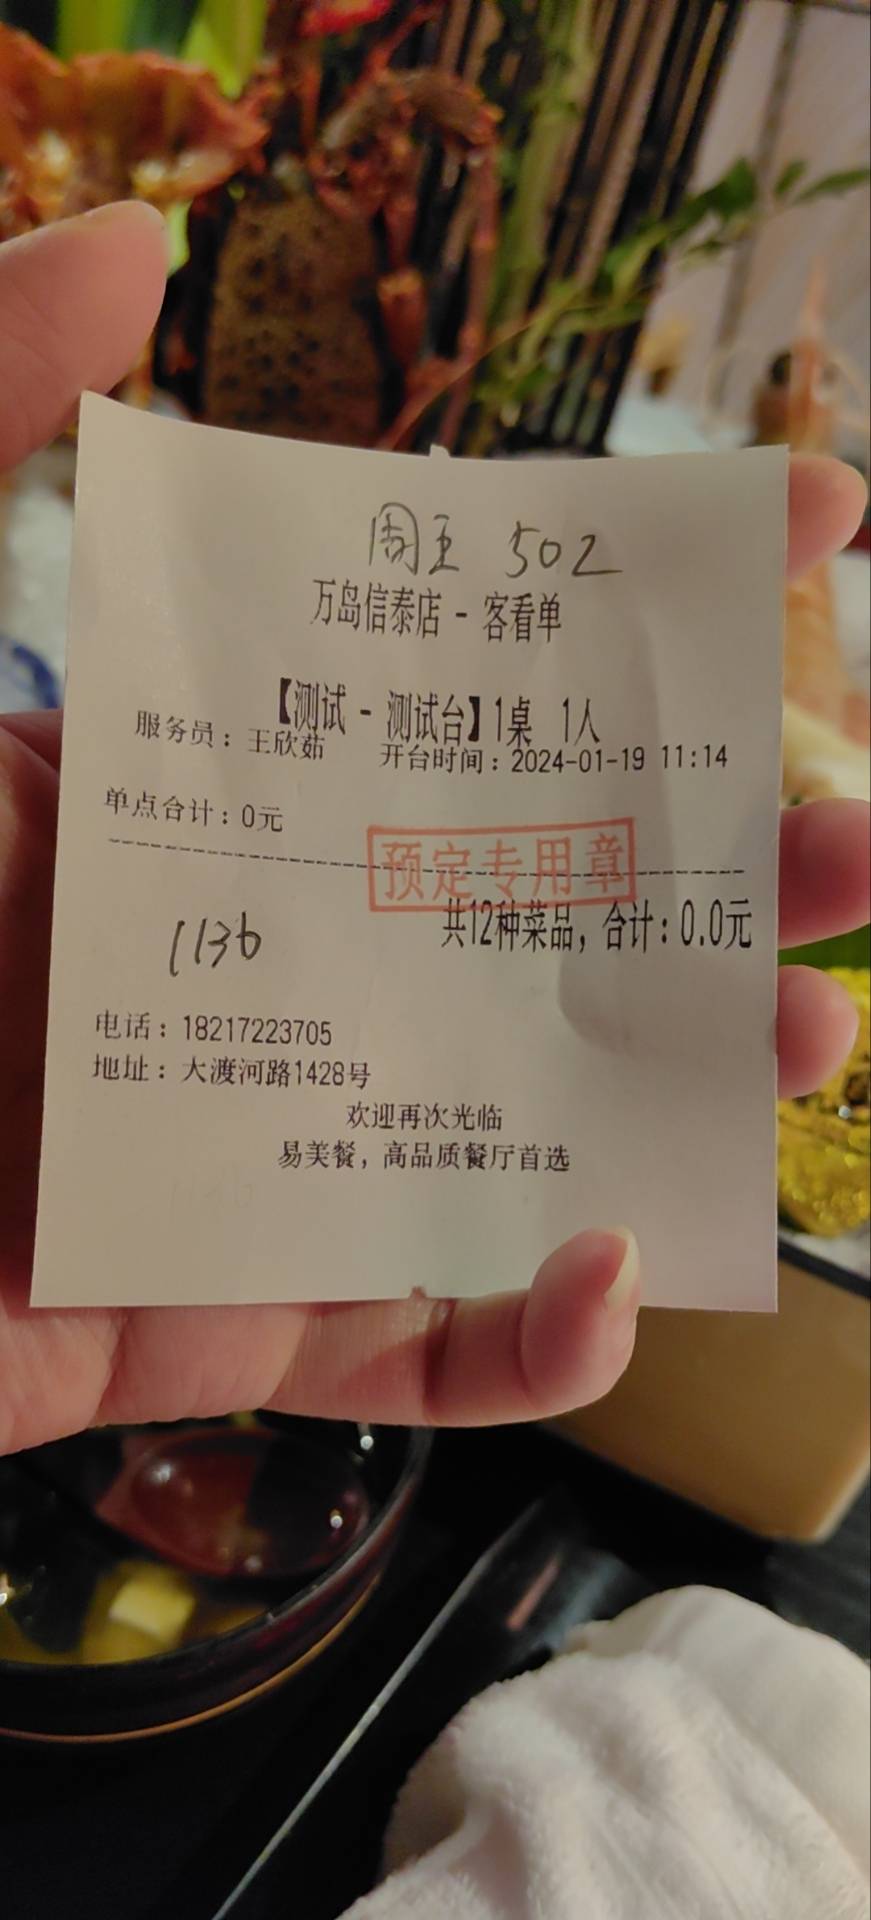 周五 502
万岛信泰店 - 客看单
【测试 - 测试台】1桌 1人
服务员：王欣茹 开台时间：2024-01-19 11:14
单点合计：0元
预定专用章
共12种菜品，合计：0.0元
1136
电话：18217223705
地址：大渡河路1428号
欢迎再次光临
易美餐，高品质餐厅首选